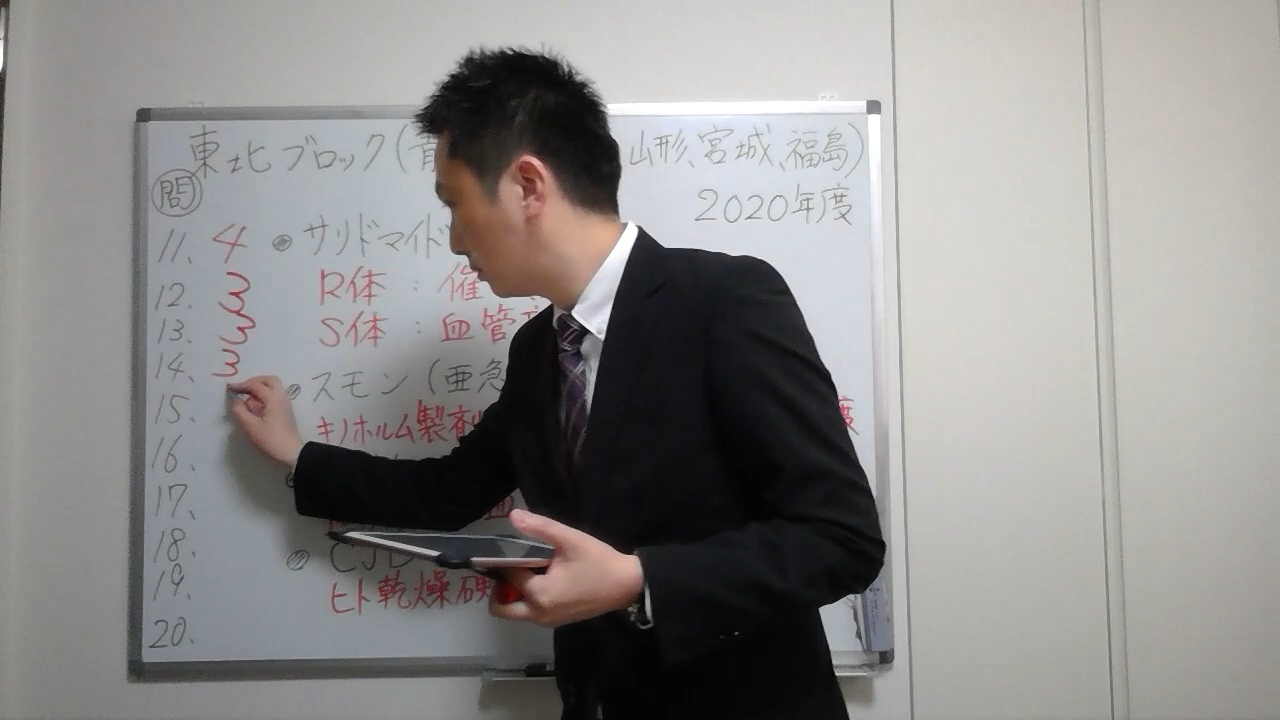 東北ブロック(青 山形、宮城、福島)
問 2020年度
11. 4 サリドマイド
12. 3 R体:催
13. 3 S体:血管
14. 3 スモン(亜急
15. キノホルム製剤 度
16.
17.
18. CJD
19. ヒト乾燥硬
20.